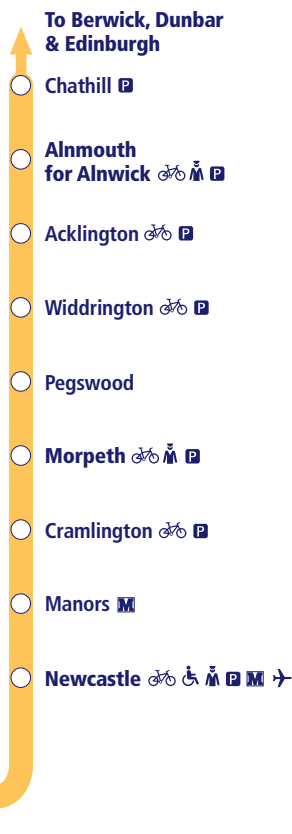 To Berwick, Dunbar
& Edinburgh
Chathill P
Alnmouth
for Alnwick P
Acklington P
Widdrington P
Pegswood
Morpeth P
Cramlington P
Manors M
Newcastle P M